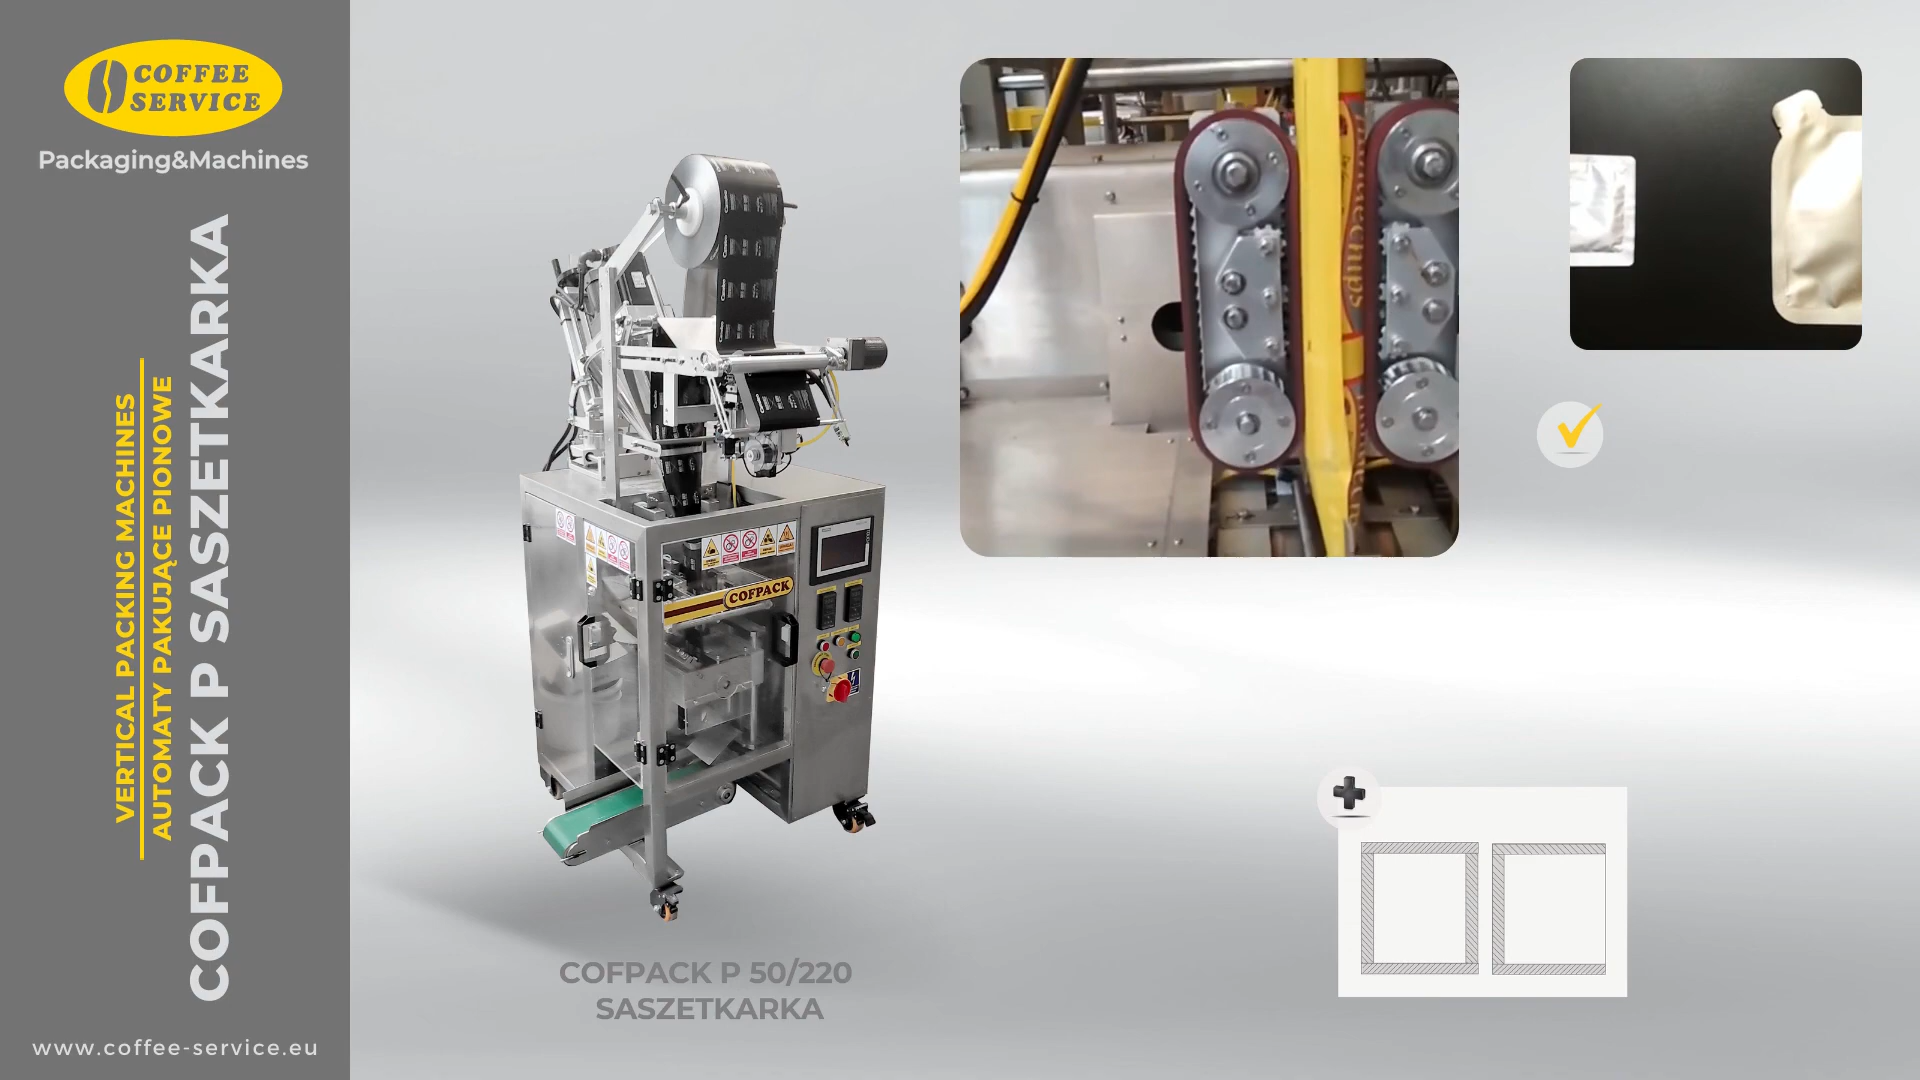 COFFEE
SERVICE
Packaging&Machines
VERTICAL PACKING MACHINES
AUTOMATY PAKUJĄCE PIONOWE
COFPACK P SASZETKARKA
www.coffee-service.eu
COFPACK
COFPACK P 50/220
SASZETKARKA